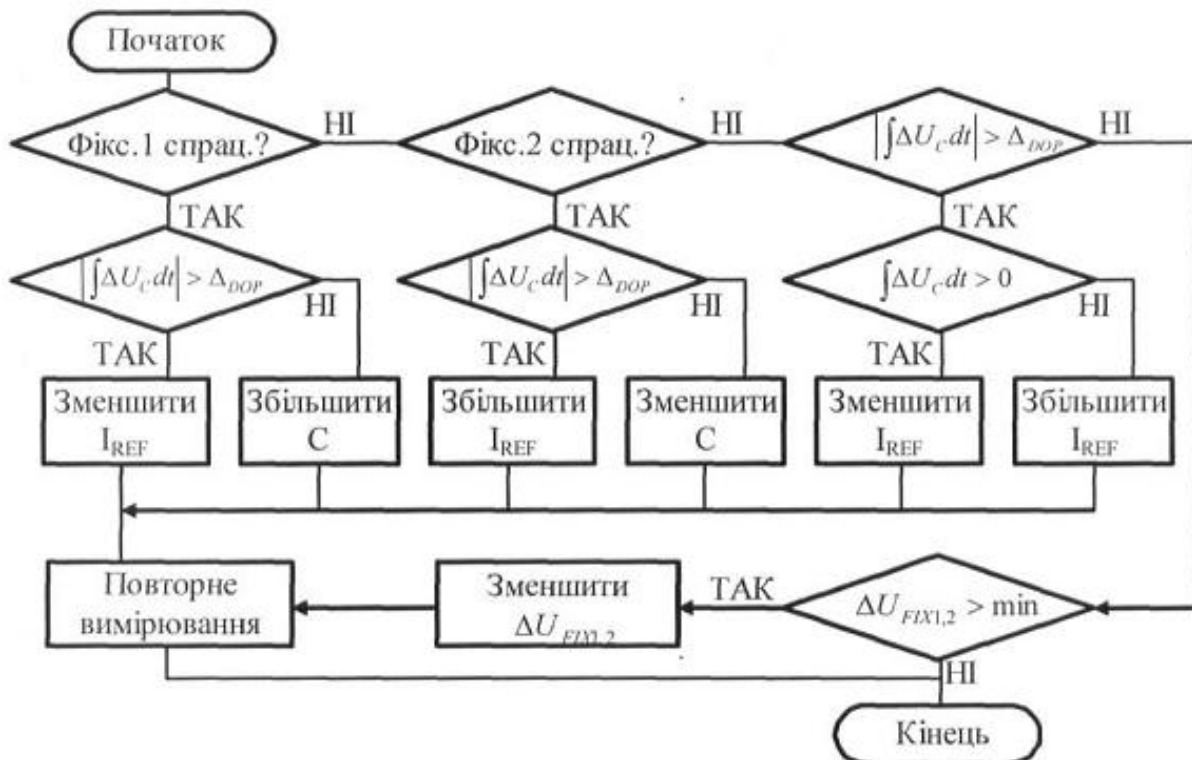 Початок
Фікс.1 спрац.?
НІ
Фікс.2 спрац.?
НІ
|∫ΔU_C dt| > Δ_DOP
НІ
ТАК
ТАК
ТАК
|∫ΔU_C dt| > Δ_DOP
НІ
|∫ΔU_C dt| > Δ_DOP
НІ
∫ΔU_C dt > 0
НІ
ТАК
ТАК
ТАК
Зменшити
I_REF
Збільшити
C
Збільшити
I_REF
Зменшити
C
Зменшити
I_REF
Збільшити
I_REF
Повторне
вимірювання
Зменшити
ΔU_FIX1,2
ТАК
ΔU_FIX1,2 > min
НІ
Кінець